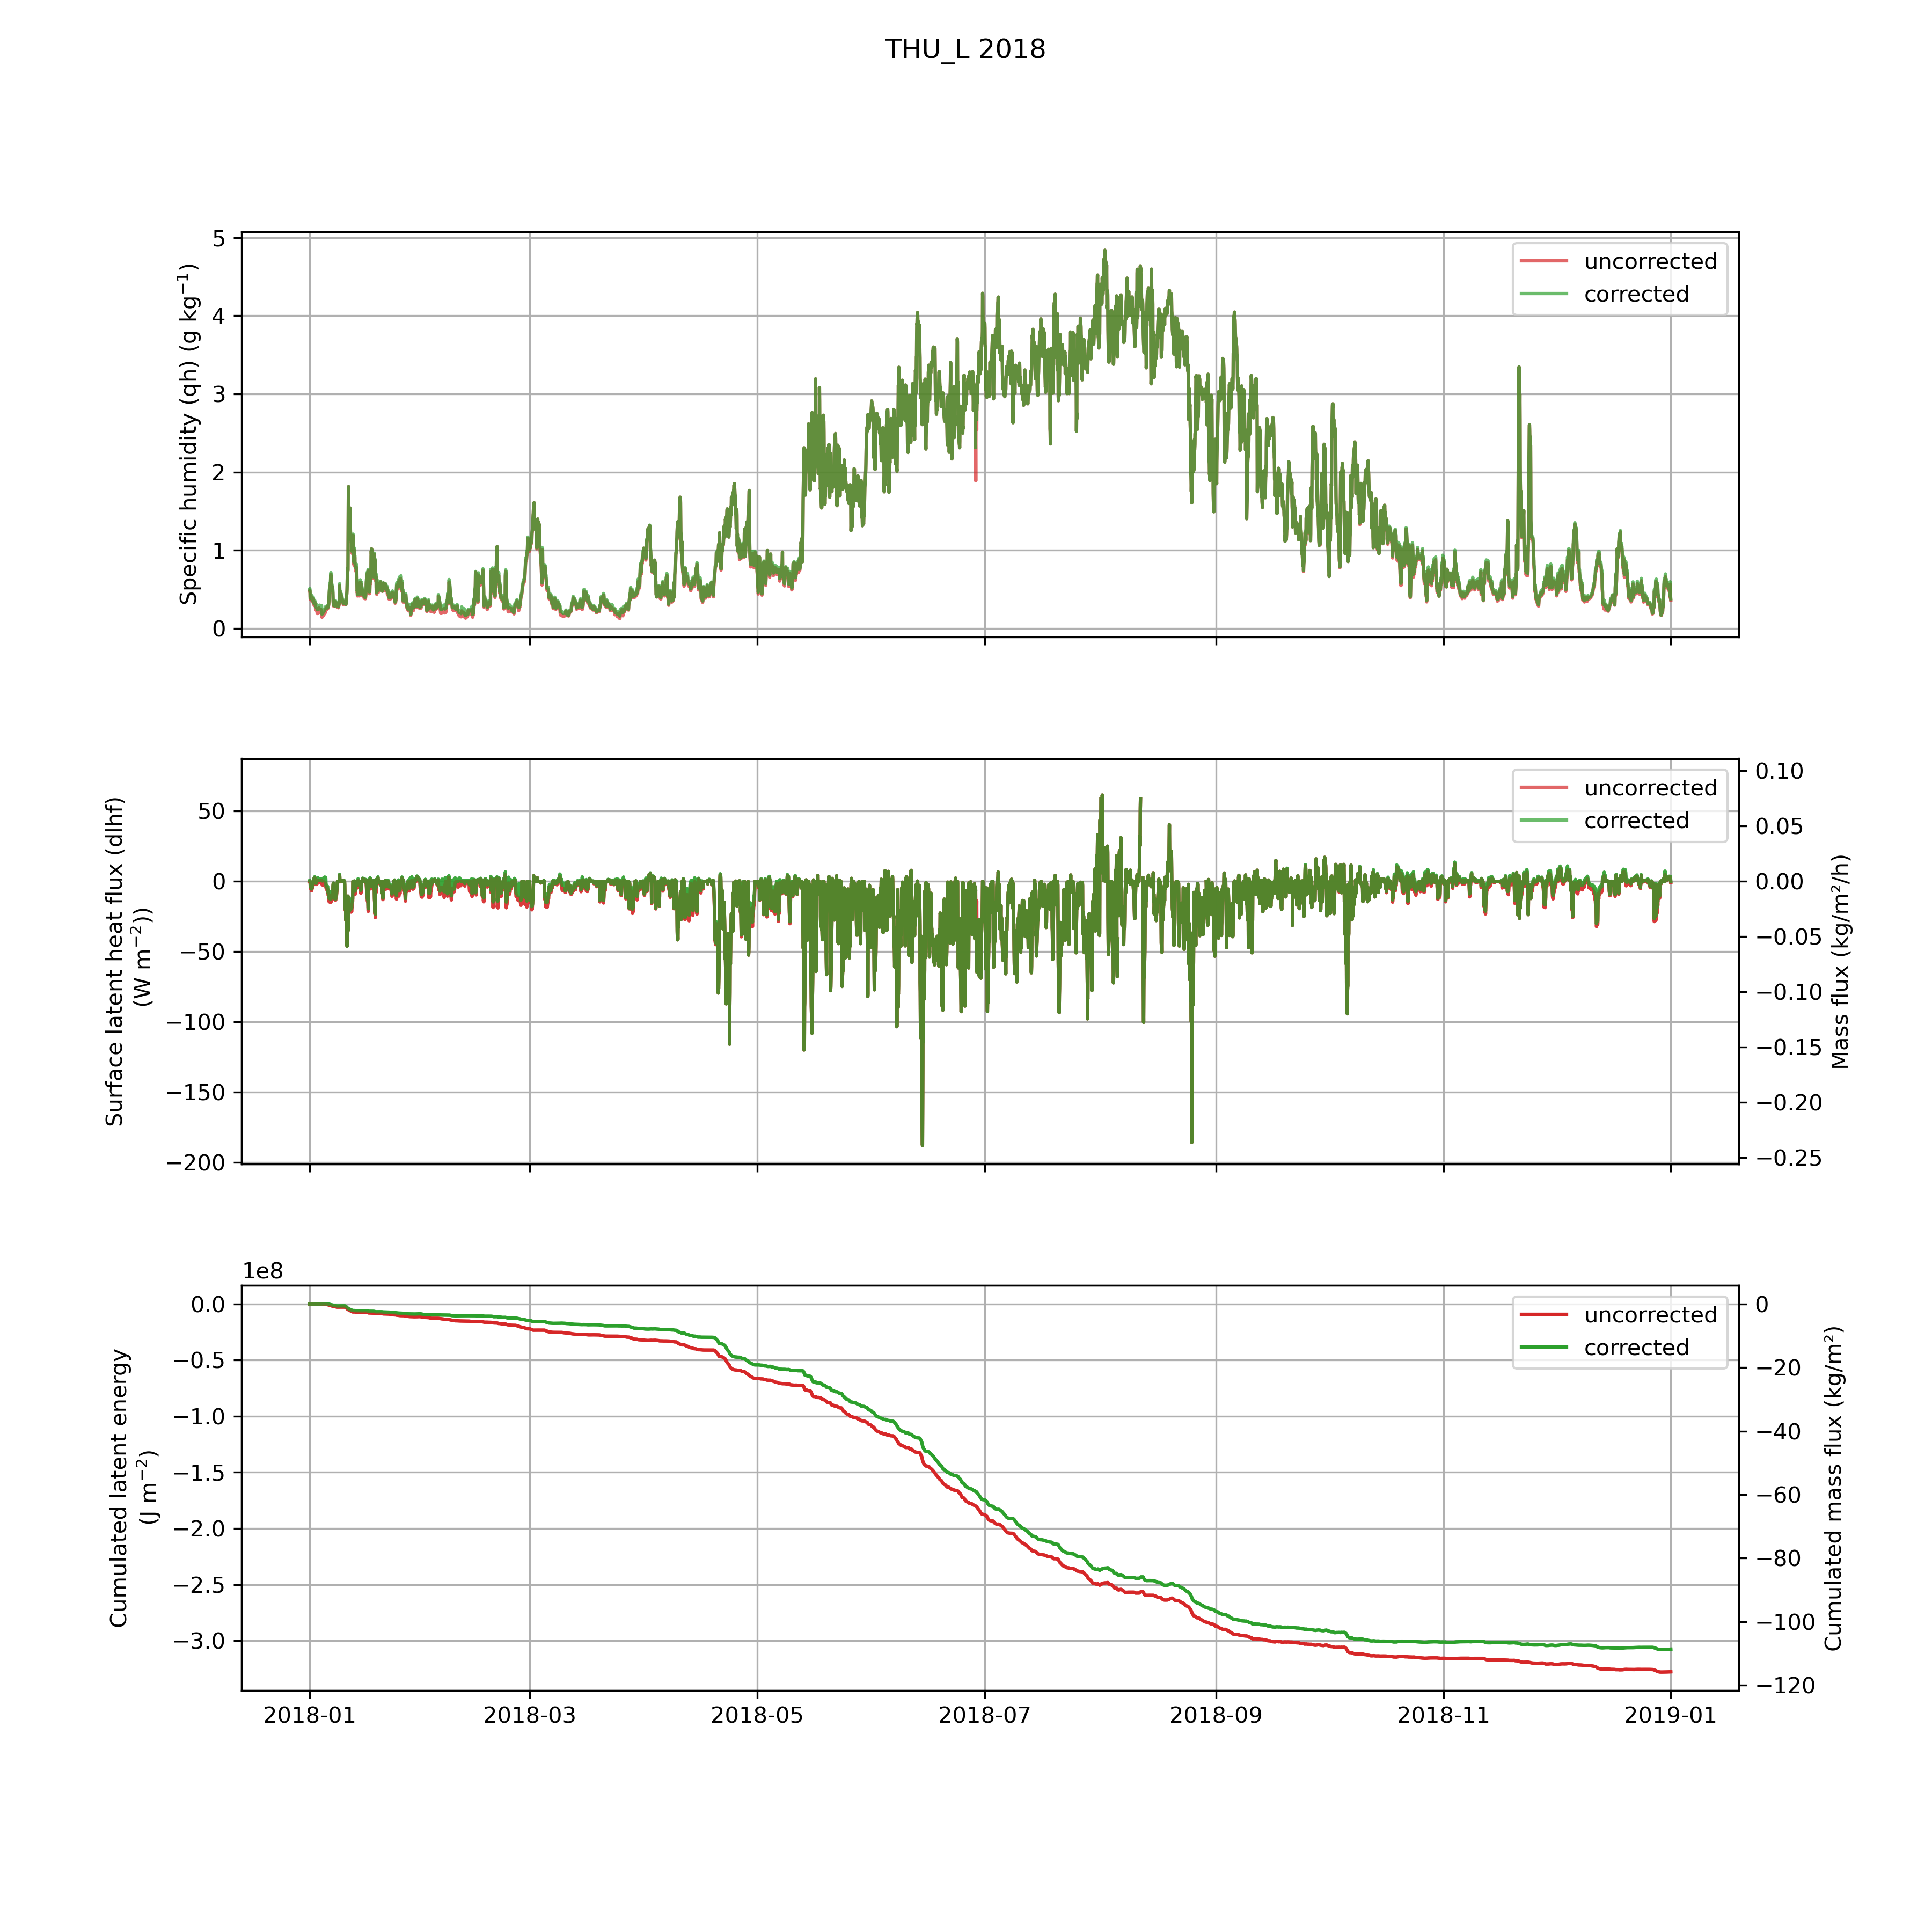 THU_L 2018
Specific humidity (qh) (g kg⁻¹)
5
4
3
2
1
0
uncorrected
corrected
Surface latent heat flux (dlhf)
(W m⁻²))
50
0
−50
−100
−150
−200
uncorrected
corrected
0.10
0.05
0.00
−0.05
−0.10
−0.15
−0.20
−0.25
Mass flux (kg/m²/h)
1e8
Cumulated latent energy
(J m⁻²)
0.0
−0.5
−1.0
−1.5
−2.0
−2.5
−3.0
uncorrected
corrected
0
−20
−40
−60
−80
−100
−120
Cumulated mass flux (kg/m²)
2018-01 2018-03 2018-05 2018-07 2018-09 2018-11 2019-01